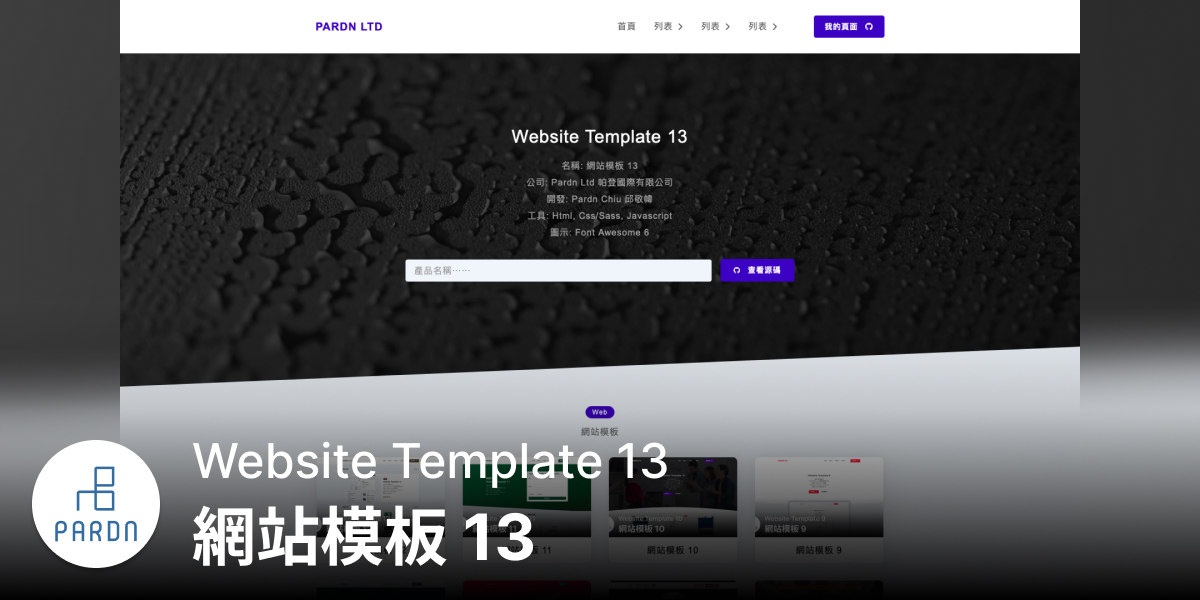 PARDN LTD
首頁 列表 列表 列表 我的頁面
Website Template 13
名稱: 網站模板 13
公司: Pardn Ltd 帕登國際有限公司
開發: Pardn Chiu 邱敬幃
工具: Html, Css/Sass, Javascript
圖示: Font Awesome 6
產品名稱⋯⋯ 查看源碼
Web
網站模板
Website Template 13
網站模板 13
PARDN
Website Template 10
網站模板 10
Website Template 9
網站模板 9
11
網站模板 10
網站模板 9